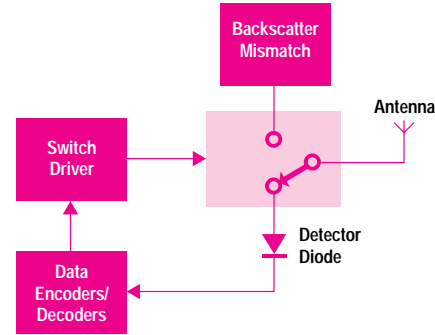 Backscatter
Mismatch
Antenna
Switch
Driver
Detector
Diode
Data
Encoders/
Decoders